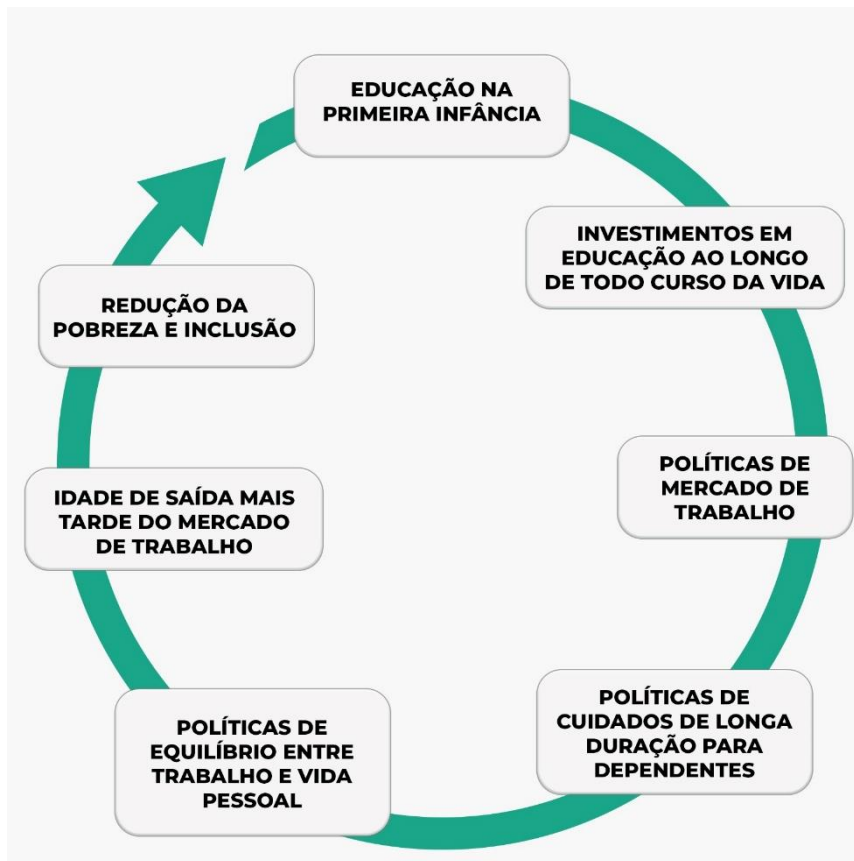 EDUCAÇÃO NA
PRIMEIRA INFÂNCIA
INVESTIMENTOS EM
EDUCAÇÃO AO LONGO
DE TODO CURSO DA VIDA
POLÍTICAS DE
MERCADO DE
TRABALHO
POLÍTICAS DE
CUIDADOS DE LONGA
DURAÇÃO PARA
DEPENDENTES
POLÍTICAS DE
EQUILÍBRIO ENTRE
TRABALHO E VIDA
PESSOAL
IDADE DE SAÍDA MAIS
TARDE DO MERCADO
DE TRABALHO
REDUÇÃO DA
POBREZA E INCLUSÃO